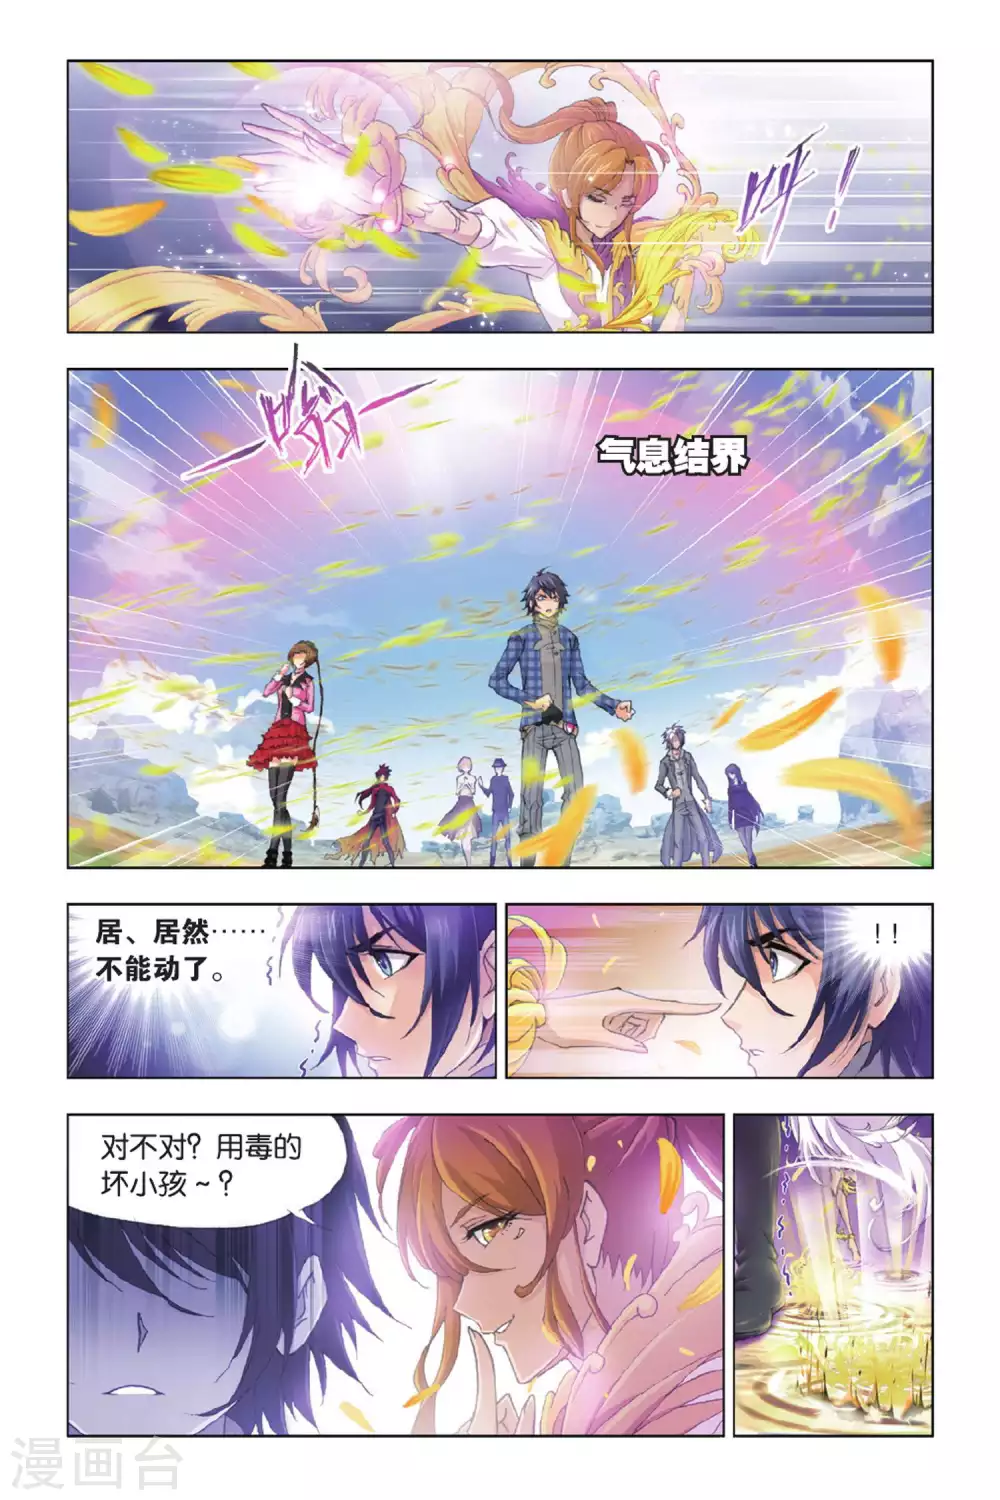 呼！
嗡
气息结界
居、居然……
不能动了。
！！
对不对？用毒的
坏小孩～？
漫画台